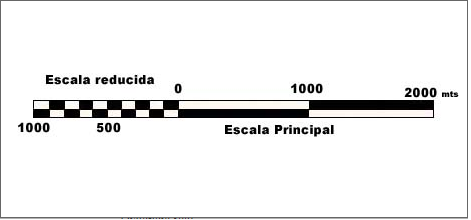 Escala reducida
0 1000 2000 mts
1000 500
Escala Principal